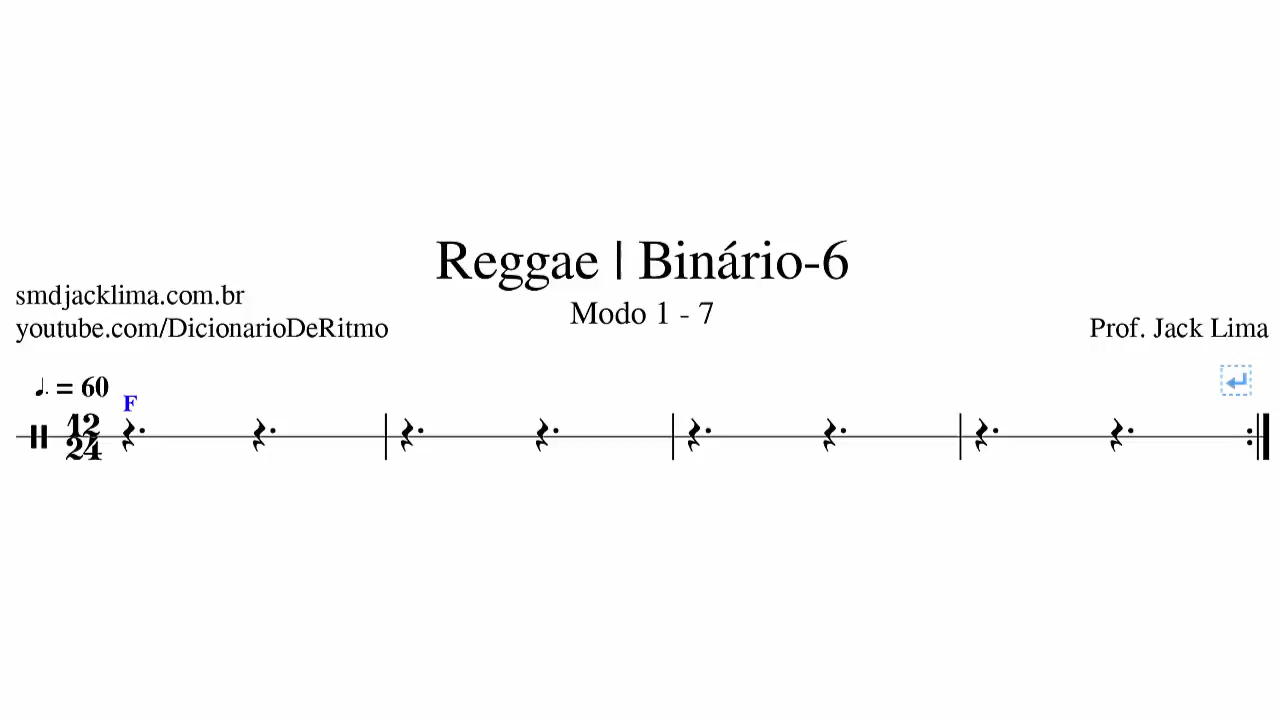 Reggae | Binário-6
Modo 1 - 7
smdjacklima.com.br
youtube.com/DicionarioDeRitmo
Prof. Jack Lima
♩. = 60
F
12
24